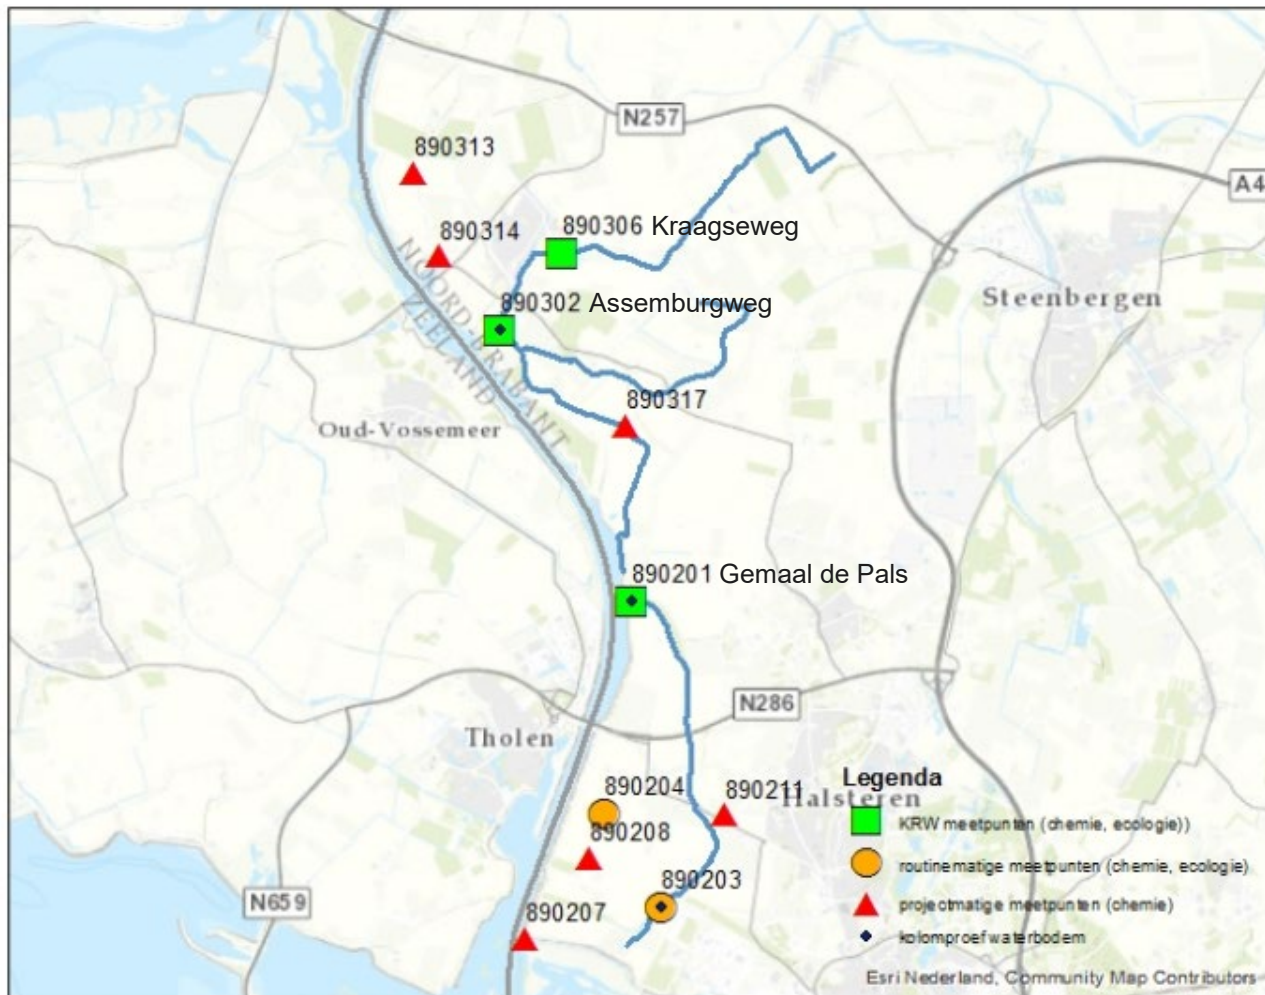 N257
890313
A4
890314
890306 Kraagseweg
NOORD-BRABANT
ZEELAND
890302 Assemburgweg
Steenbergen
890317
Oud-Vossemeer
890201 Gemaal de Pals
N286
Tholen
890204
890211
Halsteren
890208
890203
N659
890207
Legenda
KRW meetpunten (chemie, ecologie))
routinematige meetpunten (chemie, ecologie)
projectmatige meetpunten (chemie)
kolomproef waterbodem
Esri Nederland, Community Map Contributors